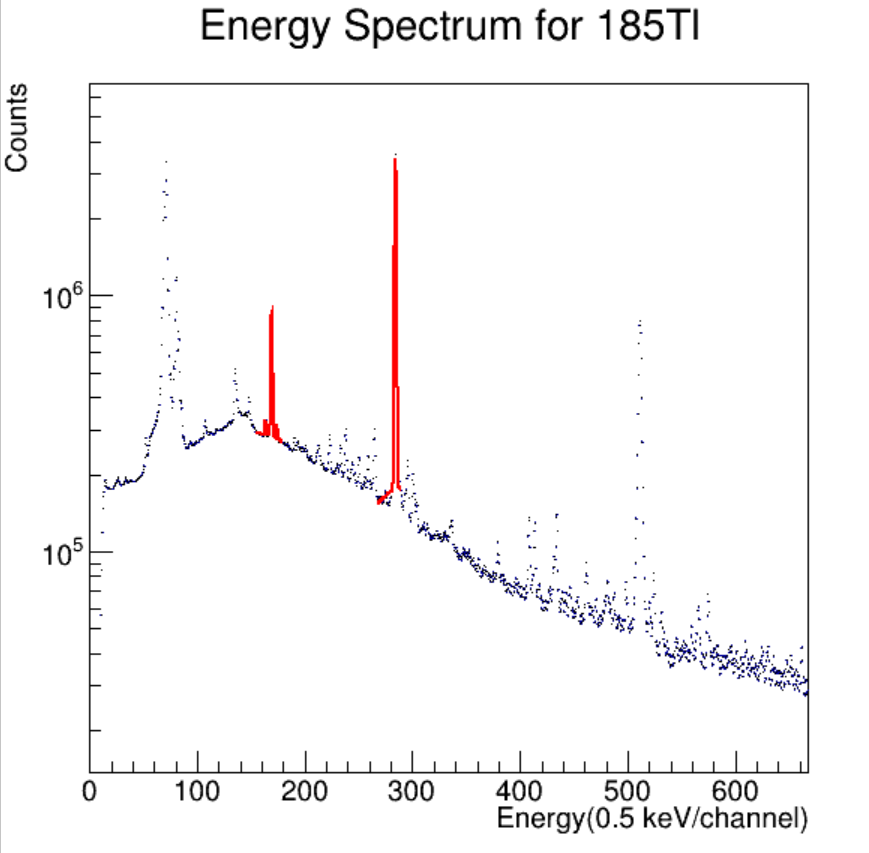 Energy Spectrum for 185Tl
Counts
10^6
10^5
0 100 200 300 400 500 600
Energy(0.5 keV/channel)